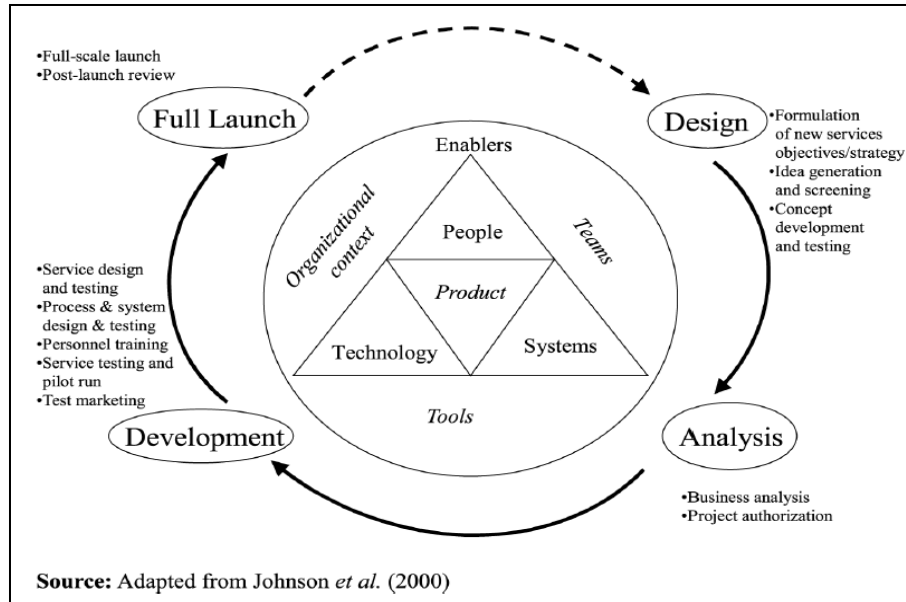 •Full-scale launch
•Post-launch review
Full Launch
Design
•Formulation
of new services
objectives/strategy
•Idea generation
and screening
•Concept
development
and testing
Enablers
Organizational
context
Teams
People
Product
Technology
Systems
Tools
•Service design
and testing
•Process & system
design & testing
•Personnel training
•Service testing and
pilot run
•Test marketing
Development
Analysis
•Business analysis
•Project authorization
Source: Adapted from Johnson et al. (2000)